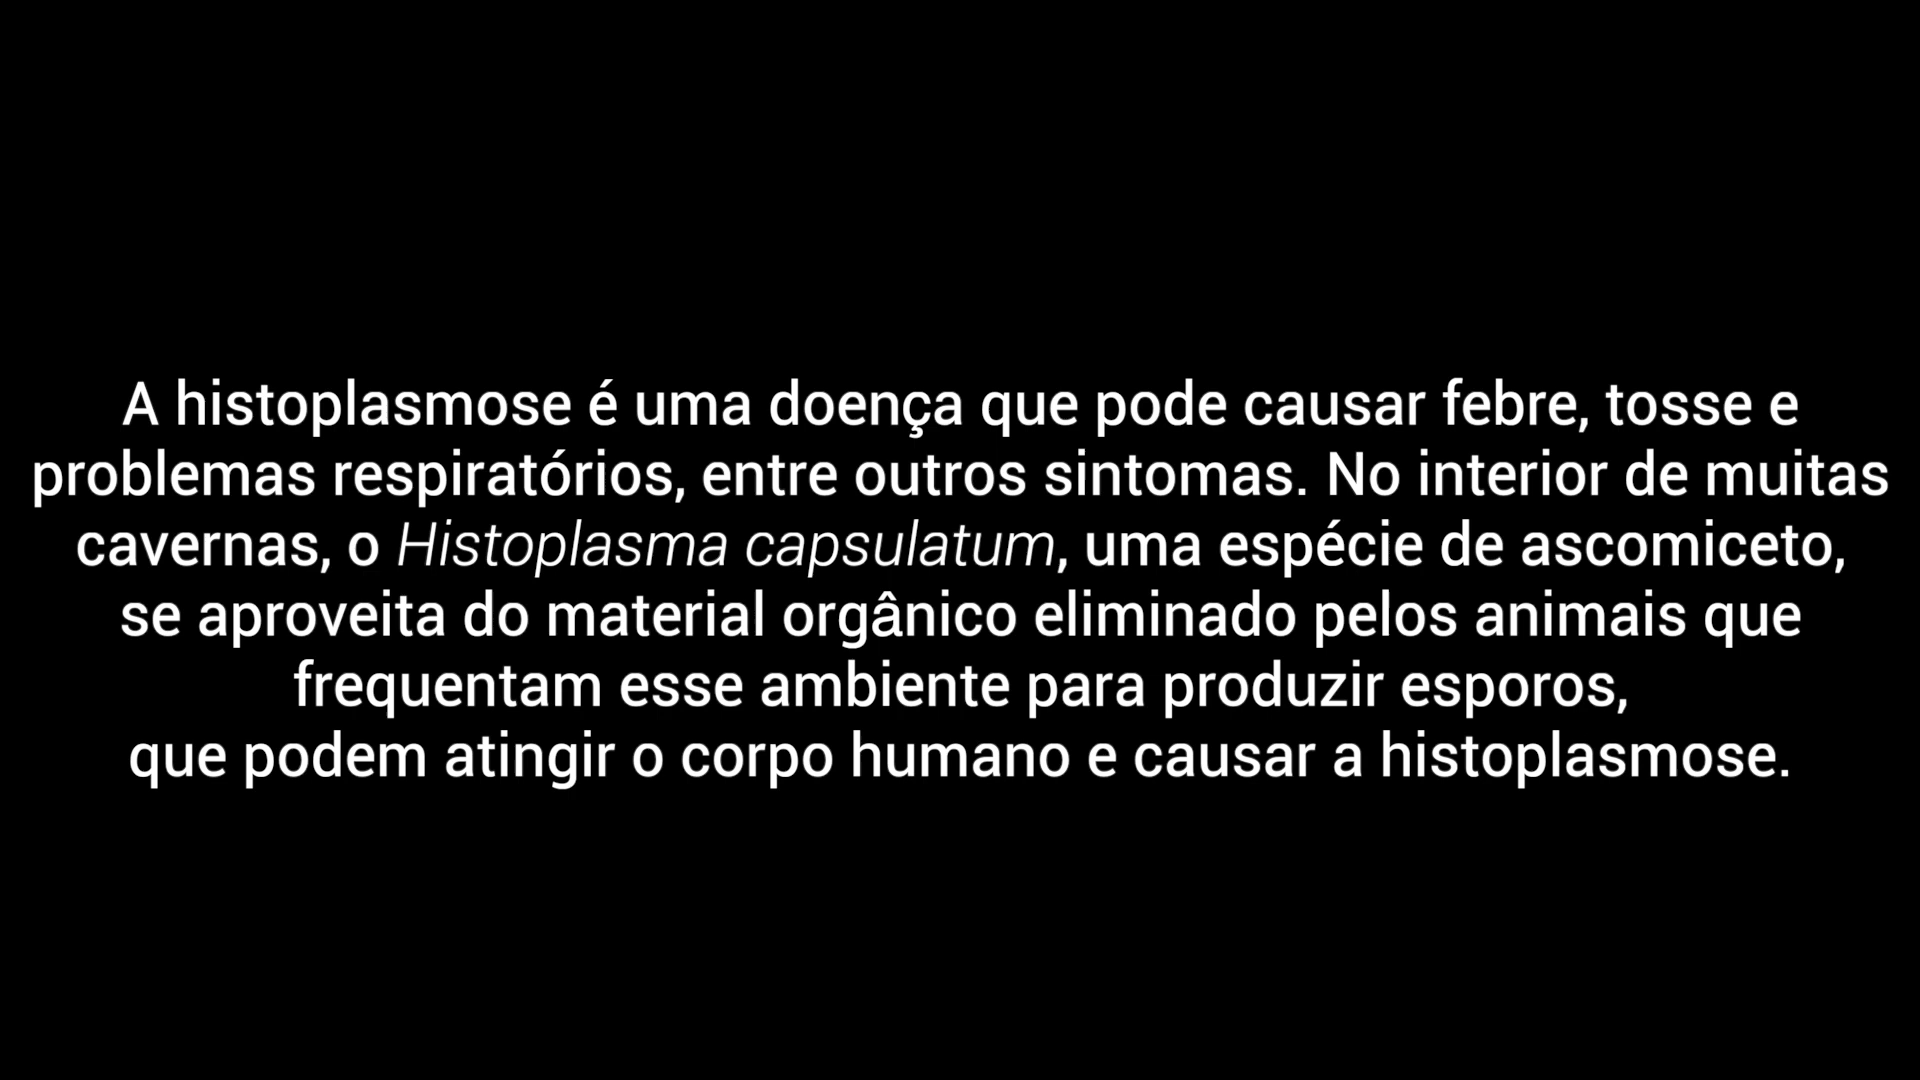 A histoplasmose é uma doença que pode causar febre, tosse e
problemas respiratórios, entre outros sintomas. No interior de muitas
cavernas, o Histoplasma capsulatum, uma espécie de ascomiceto,
se aproveita do material orgânico eliminado pelos animais que
frequentam esse ambiente para produzir esporos,
que podem atingir o corpo humano e causar a histoplasmose.